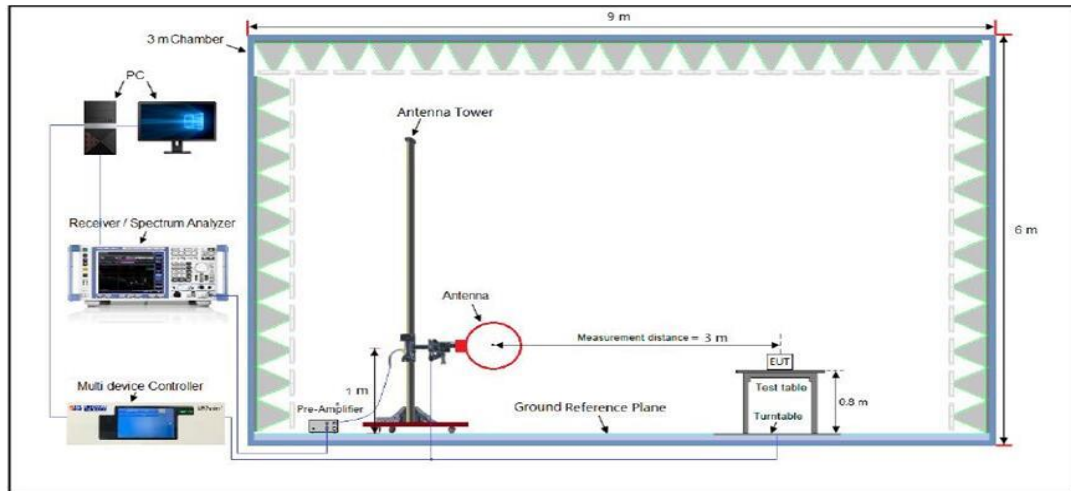 9 m
3 m Chamber
PC
Antenna Tower
Receiver / Spectrum Analyzer
6 m
Antenna
Measurement distance = 3 m
EUT
Multi device Controller
1 m
Test table
0.8 m
Pre-Amplifier
Ground Reference Plane
Turntable